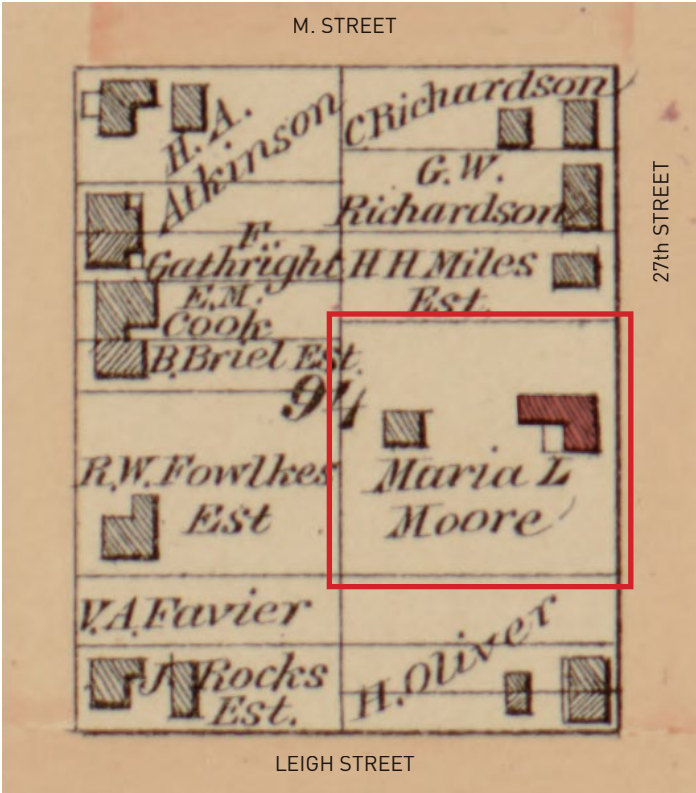 M. STREET
H. A.
Atkinson
C Richardson
G. W.
Richardson
27th STREET
F.
Gathright
H H Miles
Est.
E. M.
Cook
B. Briel Est.
94
R. W. Fowlkes
Est
Maria L
Moore
V. A. Favier
J. Rocks
Est.
H. Oliver
LEIGH STREET